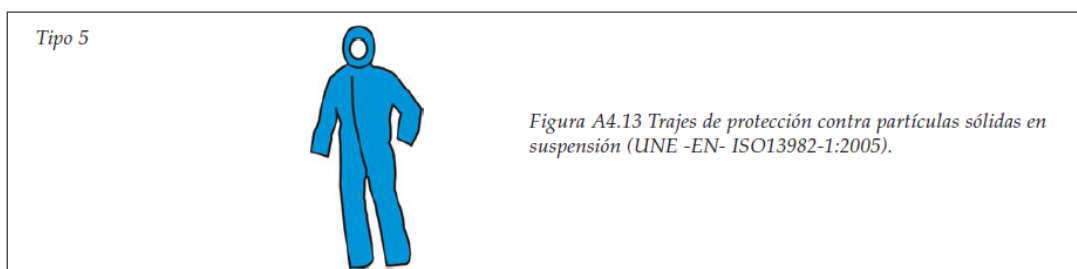 Tipo 5
Figura A4.13 Trajes de protección contra partículas sólidas en
suspensión (UNE -EN- ISO13982-1:2005).